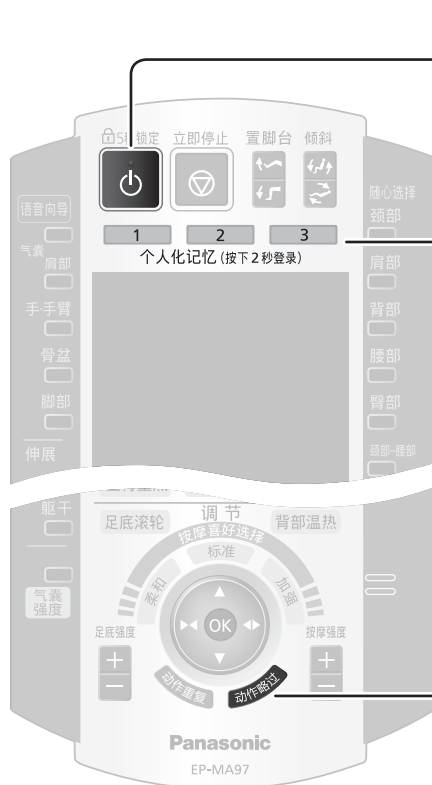 5秒锁定 立即停止 置脚台 倾斜
语音向导
随心选择
1 2 3
颈部
个人化记忆(按下2秒登录)
气囊
肩部
肩部
手·手臂
背部
骨盆
腰部
脚部
臀部
伸展
颈部~腰部
躯干
足底滚轮
调节
背部温热
按摩喜好选择
标准
柔和
加强
气囊
强度
OK
足底强度
按摩强度
+ +
− −
动作重复
动作略过
Panasonic
EP-MA97